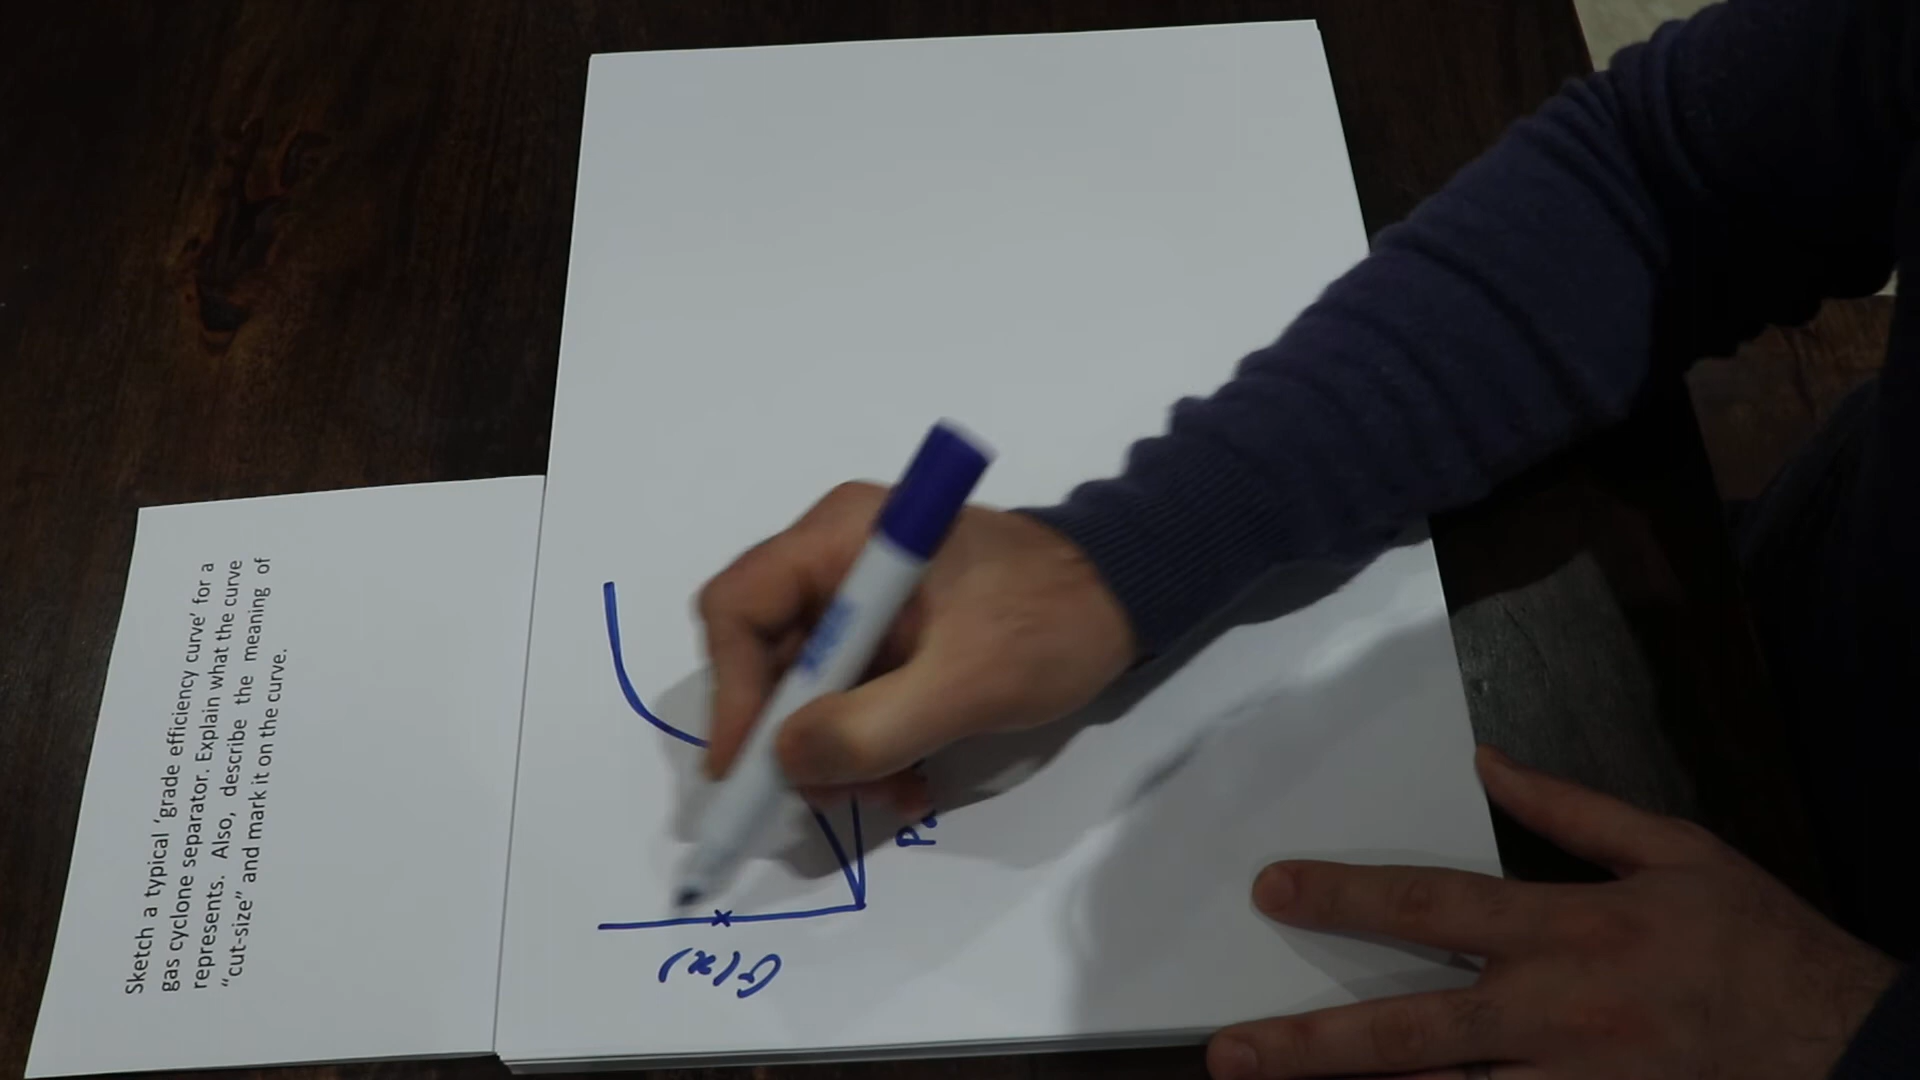 Sketch a typical ‘grade efficiency curve’ for a
gas cyclone separator. Explain what the curve
represents. Also, describe the meaning of
“cut-size” and mark it on the curve.
G(x)